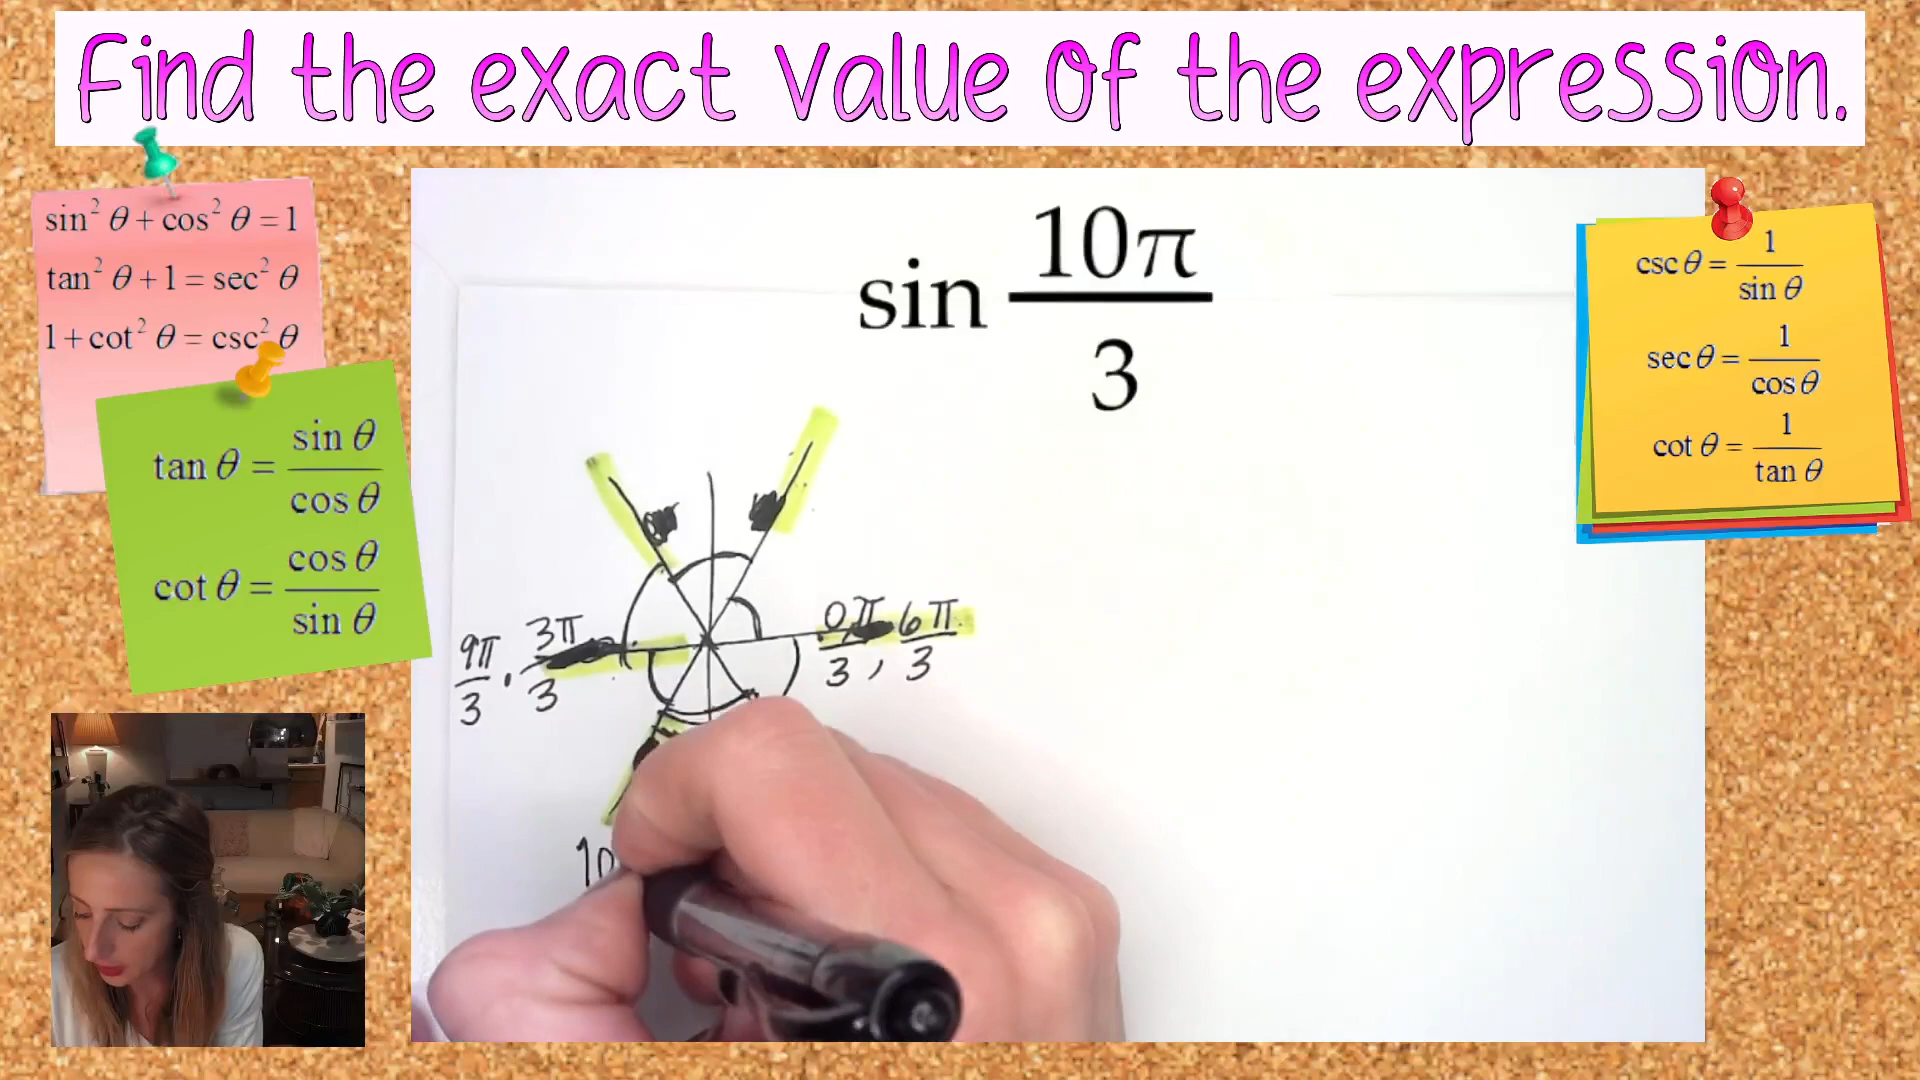 Find the exact value of the expression.
sin² θ + cos² θ = 1
tan² θ + 1 = sec² θ
1 + cot² θ = csc² θ
tan θ = sin θ / cos θ
cot θ = cos θ / sin θ
sin 10π / 3
9π / 3 , 3π / 3
0π / 3 , 6π / 3
10
csc θ = 1 / sin θ
sec θ = 1 / cos θ
cot θ = 1 / tan θ